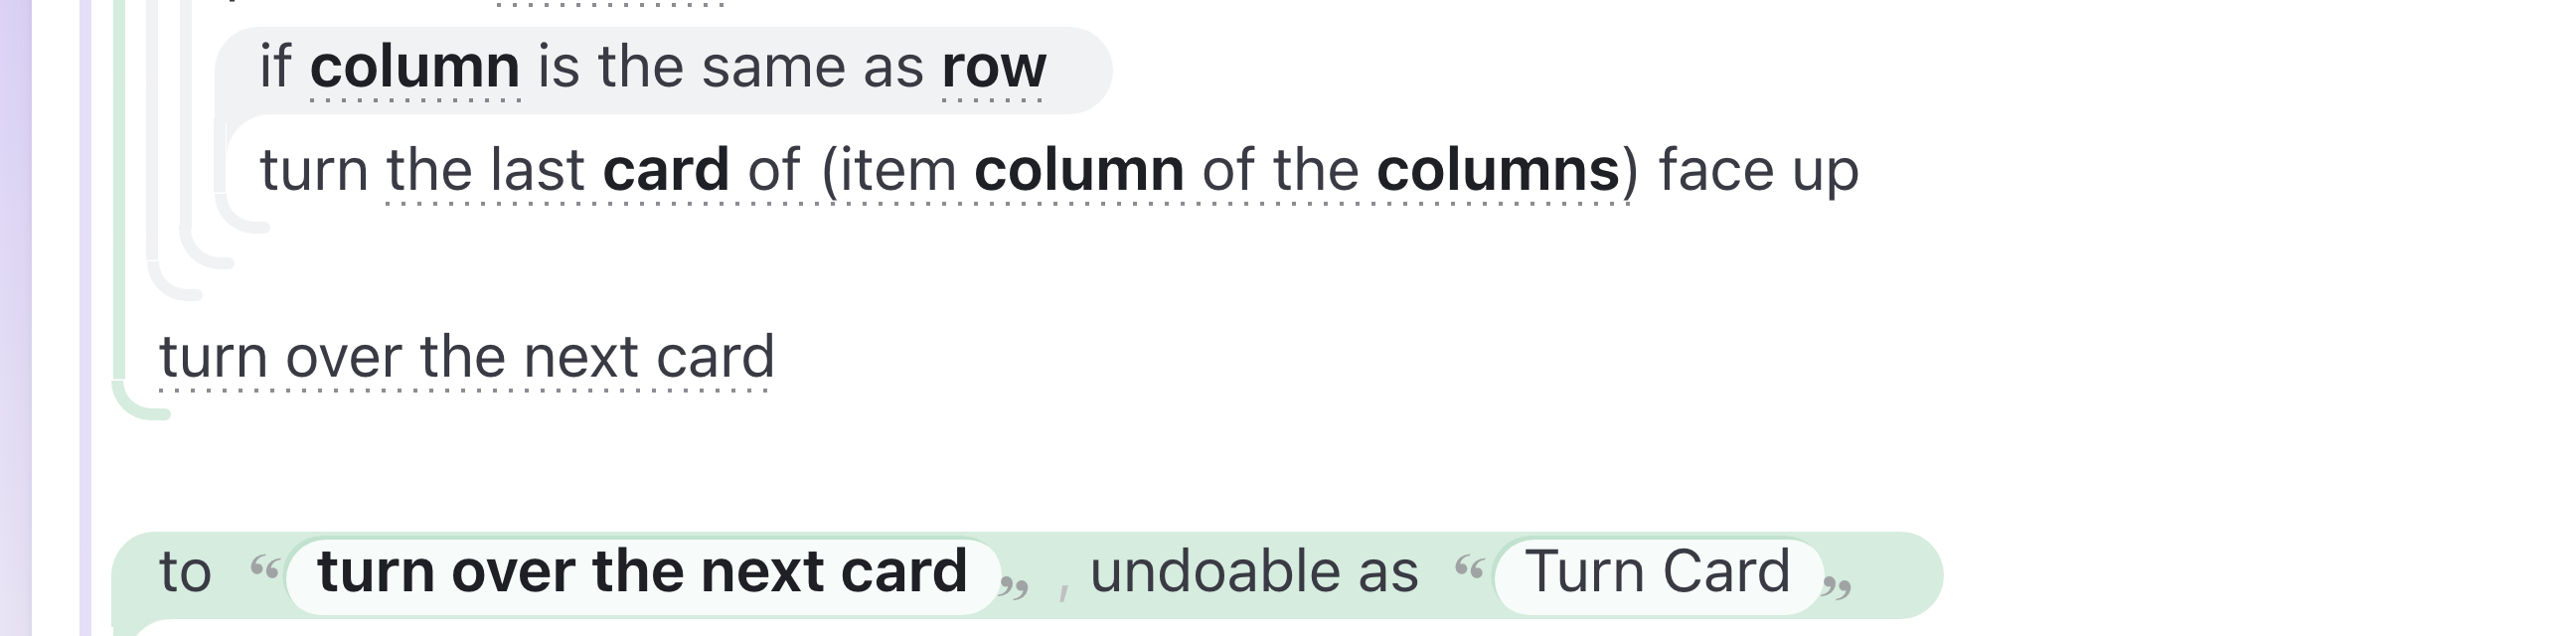 if column is the same as row
turn the last card of (item column of the columns) face up
turn over the next card
to “turn over the next card”, undoable as “Turn Card”